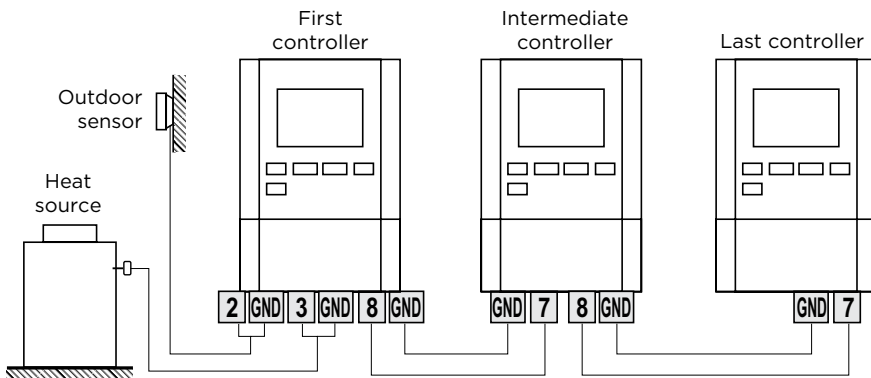 First
controller
Intermediate
controller
Last controller
Outdoor
sensor
Heat
source
2 GND 3 GND 8 GND GND 7 8 GND GND 7